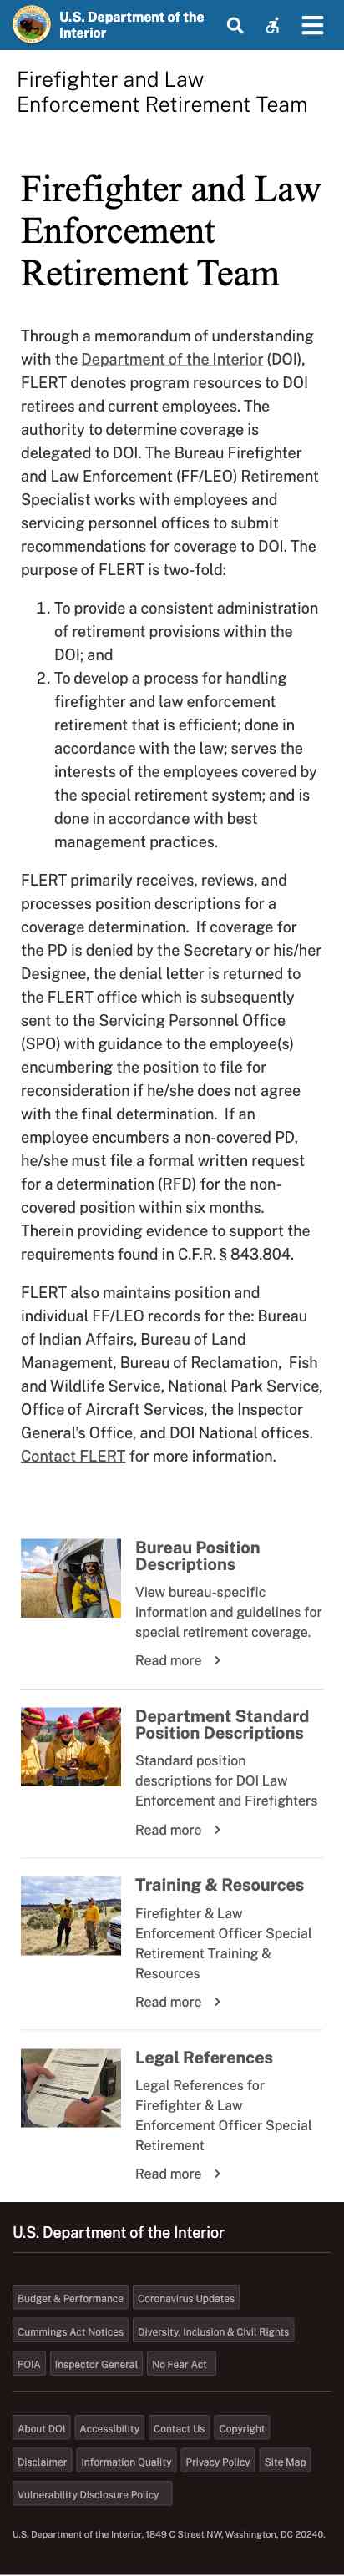 U.S. Department of the
Interior
Firefighter and Law
Enforcement Retirement Team
Firefighter and Law
Enforcement
Retirement Team
Through a memorandum of understanding
with the Department of the Interior (DOI),
FLERT denotes program resources to DOI
retirees and current employees. The
authority to determine coverage is
delegated to DOI. The Bureau Firefighter
and Law Enforcement (FF/LEO) Retirement
Specialist works with employees and
servicing personnel offices to submit
recommendations for coverage to DOI. The
purpose of FLERT is two-fold:
1. To provide a consistent administration
of retirement provisions within the
DOI; and
2. To develop a process for handling
firefighter and law enforcement
retirement that is efficient; done in
accordance with the law; serves the
interests of the employees covered by
the special retirement system; and is
done in accordance with best
management practices.
FLERT primarily receives, reviews, and
processes position descriptions for a
coverage determination.  If coverage for
the PD is denied by the Secretary or his/her
Designee, the denial letter is returned to
the FLERT office which is subsequently
sent to the Servicing Personnel Office
(SPO) with guidance to the employee(s)
encumbering the position to file for
reconsideration if he/she does not agree
with the final determination.  If an
employee encumbers a non-covered PD,
he/she must file a formal written request
for a determination (RFD) for the non-
covered position within six months.
Therein providing evidence to support the
requirements found in C.F.R. § 843.804.
FLERT also maintains position and
individual FF/LEO records for the: Bureau
of Indian Affairs, Bureau of Land
Management, Bureau of Reclamation,  Fish
and Wildlife Service, National Park Service,
Office of Aircraft Services, the Inspector
General’s Office, and DOI National offices.
Contact FLERT for more information.
Bureau Position
Descriptions
View bureau-specific
information and guidelines for
special retirement coverage.
Read more
Department Standard
Position Descriptions
Standard position
descriptions for DOI Law
Enforcement and Firefighters
Read more
Training & Resources
Firefighter & Law
Enforcement Officer Special
Retirement Training &
Resources
Read more
Legal References
Legal References for
Firefighter & Law
Enforcement Officer Special
Retirement
Read more
U.S. Department of the Interior
Budget & Performance Coronavirus Updates
Cummings Act Notices Diversity, Inclusion & Civil Rights
FOIA Inspector General No Fear Act
About DOI Accessibility Contact Us Copyright
Disclaimer Information Quality Privacy Policy Site Map
Vulnerability Disclosure Policy
U.S. Department of the Interior, 1849 C Street NW, Washington, DC 20240.